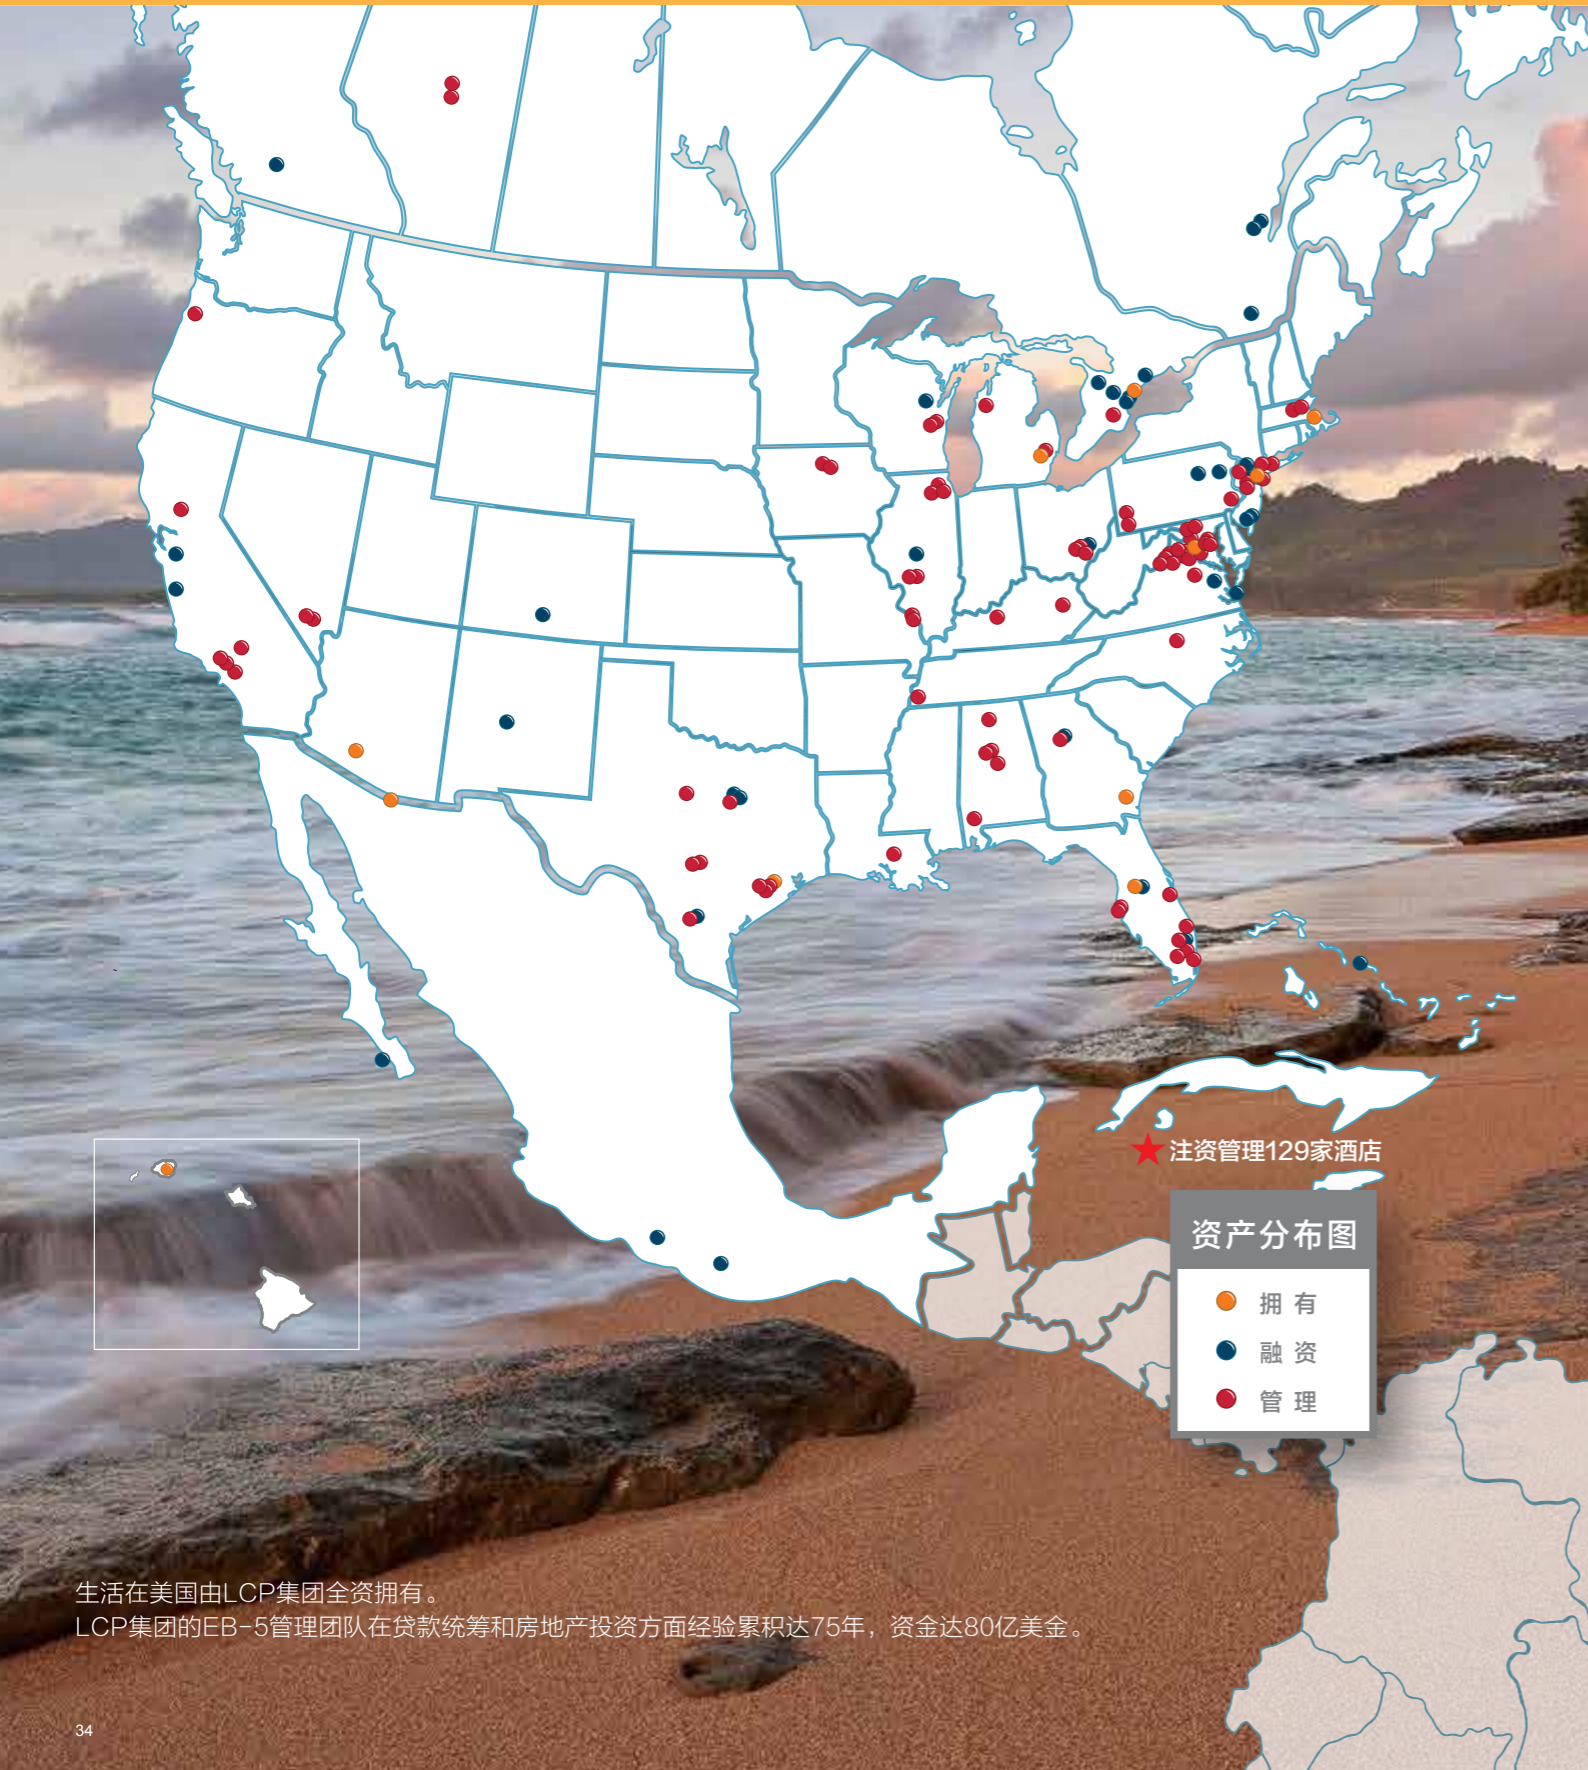 ★注资管理129家酒店
资产分布图
拥有
融资
管理
生活在美国由LCP集团全资拥有。
LCP集团的EB-5管理团队在贷款统筹和房地产投资方面经验累积达75年，资金达80亿美金。
34